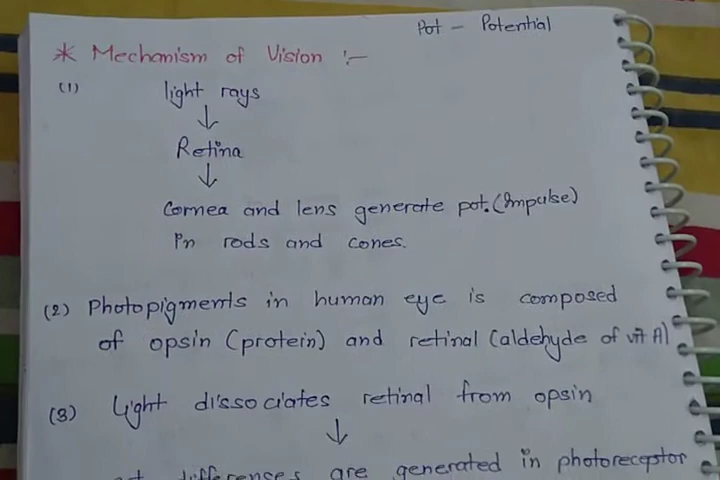 Pot - Potential
* Mechanism of Vision :-
(1) light rays
↓
Retina
↓
Cornea and lens generate pot. (Impulse)
in rods and cones.
(2) Photopigments in human eye is composed
of opsin (protein) and retinal (aldehyde of vit A)
(3) Light dissociates retinal from opsin
↓
differences are generated in photoreceptor